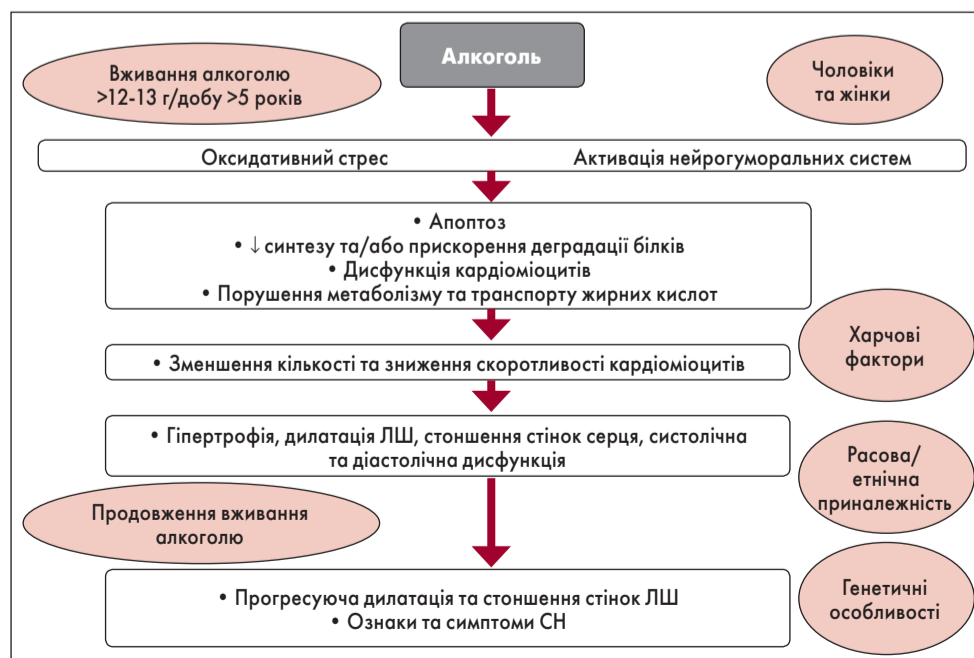 Алкоголь
Вживання алкоголю
>12-13 г/добу >5 років
Чоловіки
та жінки
Оксидативний стрес Активація нейрогуморальних систем
• Апоптоз
• ↓ синтезу та/або прискорення деградації білків
• Дисфункція кардіоміоцитів
• Порушення метаболізму та транспорту жирних кислот
Харчові
фактори
• Зменшення кількості та зниження скоротливості кардіоміоцитів
• Гіпертрофія, дилатація ЛШ, стоншення стінок серця, систолічна
та діастолічна дисфункція
Расова/
етнічна
приналежність
Продовження вживання
алкоголю
• Прогресуюча дилатація та стоншення стінок ЛШ
• Ознаки та симптоми СН
Генетичні
особливості